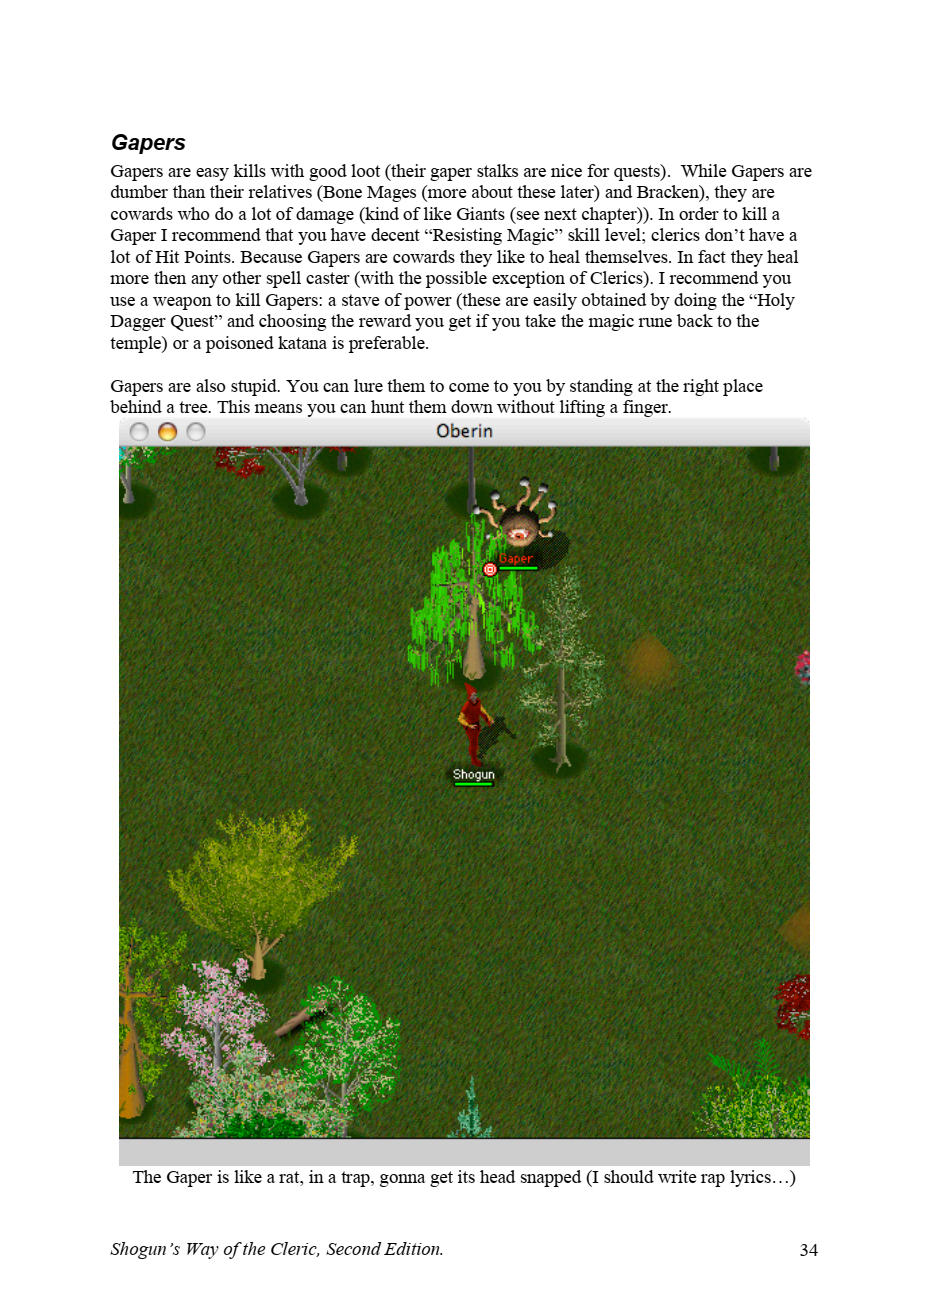 Gapers
Gapers are easy kills with good loot (their gaper stalks are nice for quests).  While Gapers are
dumber than their relatives (Bone Mages (more about these later) and Bracken), they are
cowards who do a lot of damage (kind of like Giants (see next chapter)). In order to kill a
Gaper I recommend that you have decent “Resisting Magic” skill level; clerics don’t have a
lot of Hit Points. Because Gapers are cowards they like to heal themselves. In fact they heal
more then any other spell caster (with the possible exception of Clerics). I recommend you
use a weapon to kill Gapers: a stave of power (these are easily obtained by doing the “Holy
Dagger Quest” and choosing the reward you get if you take the magic rune back to the
temple) or a poisoned katana is preferable.
Gapers are also stupid. You can lure them to come to you by standing at the right place
behind a tree. This means you can hunt them down without lifting a finger.
Oberin
Gaper
Shogun
The Gaper is like a rat, in a trap, gonna get its head snapped (I should write rap lyrics…)
Shogun’s Way of the Cleric, Second Edition.
34